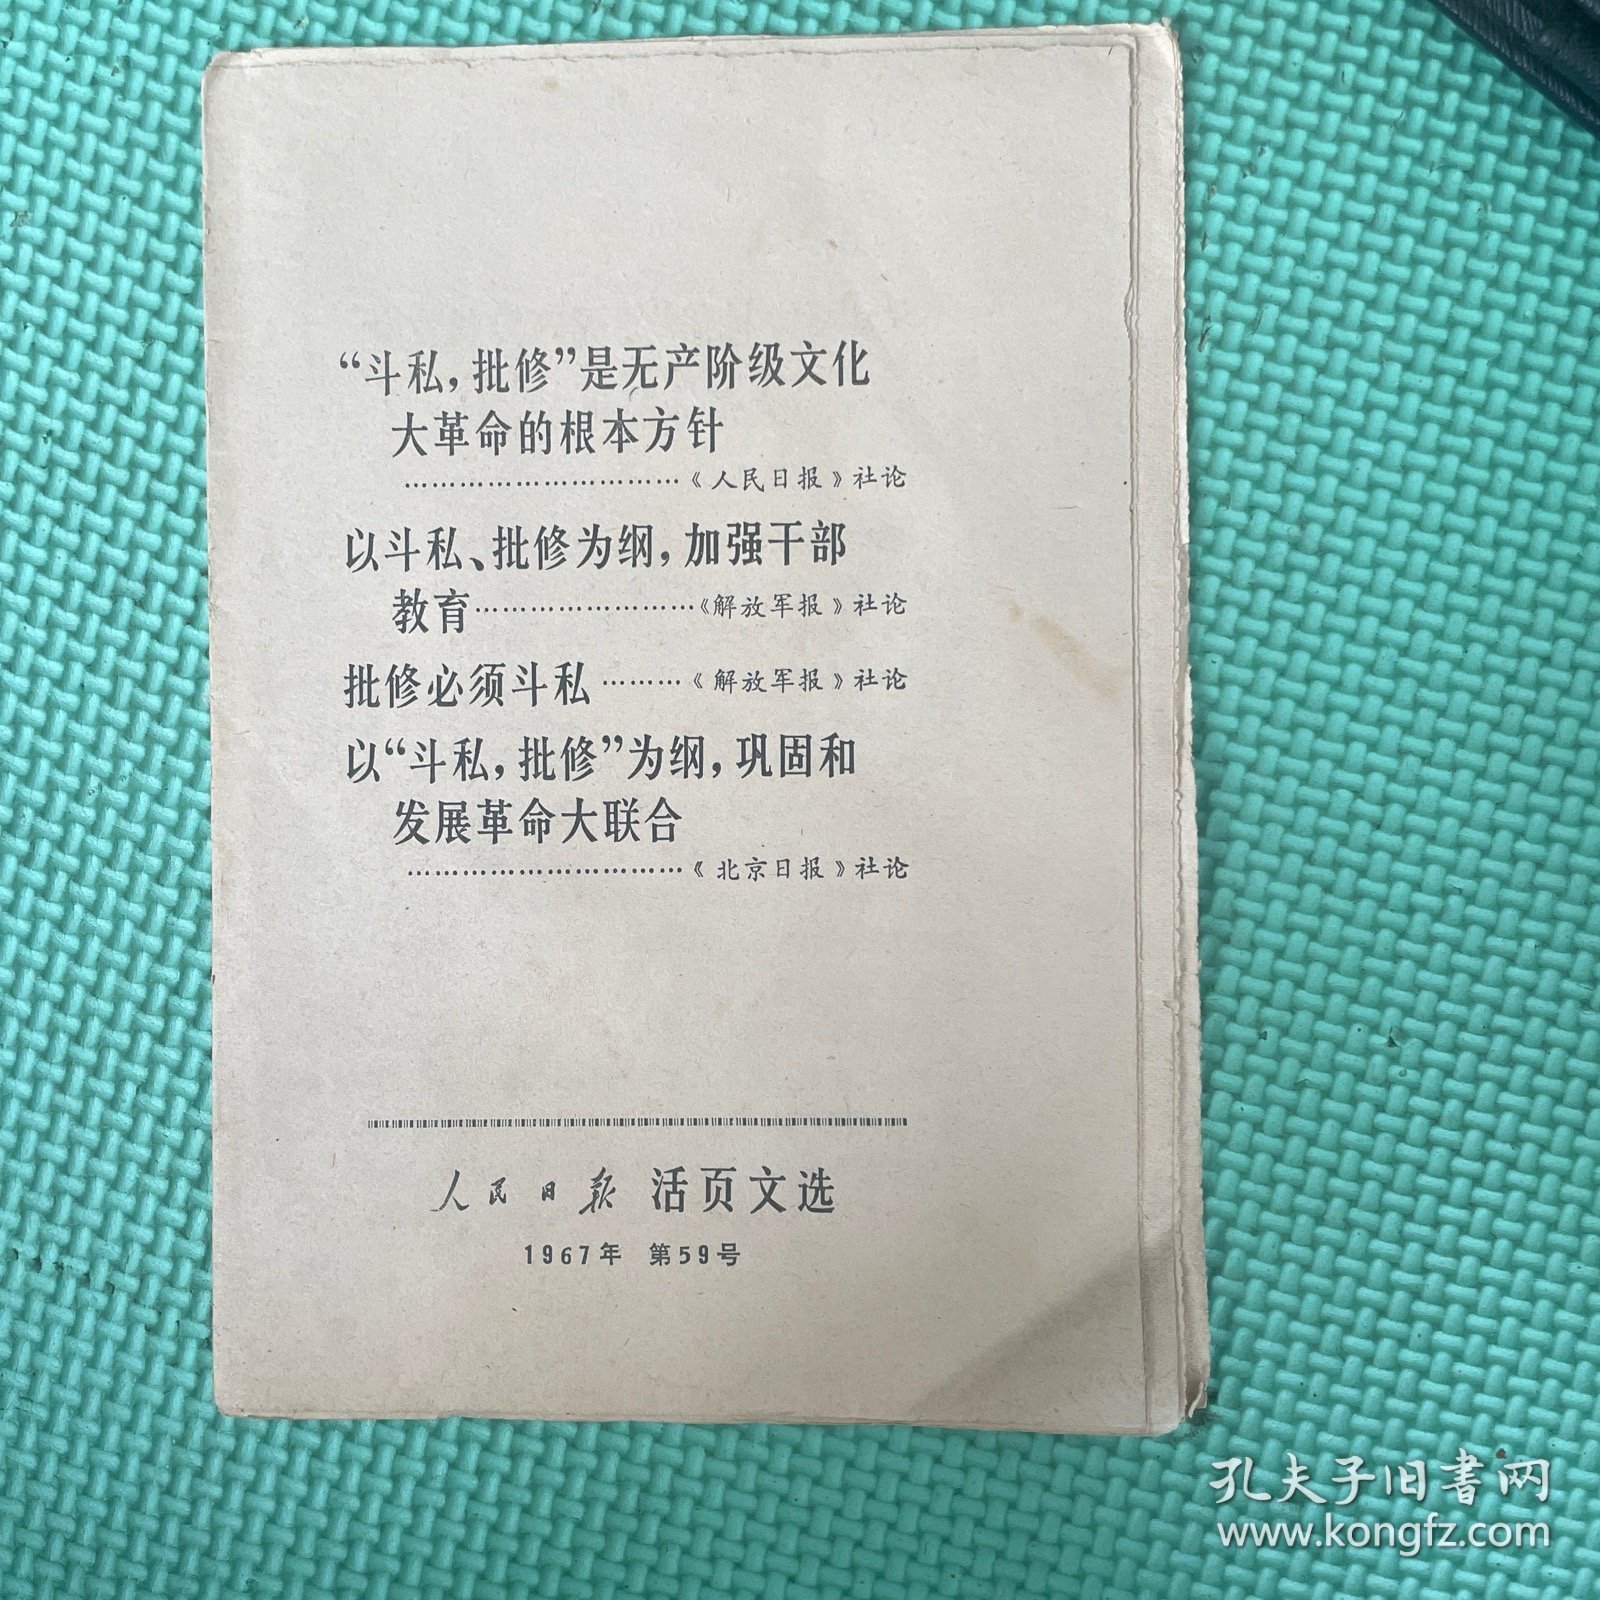 “斗私，批修”是无产阶级文化
大革命的根本方针
……………………………《人民日报》社论
以斗私、批修为纲，加强干部
教育………………………《解放军报》社论
批修必须斗私………《解放军报》社论
以“斗私，批修”为纲，巩固和
发展革命大联合
……………………………《北京日报》社论
人民日报 活页文选
1967年 第59号
孔夫子旧书网
www.kongfz.com